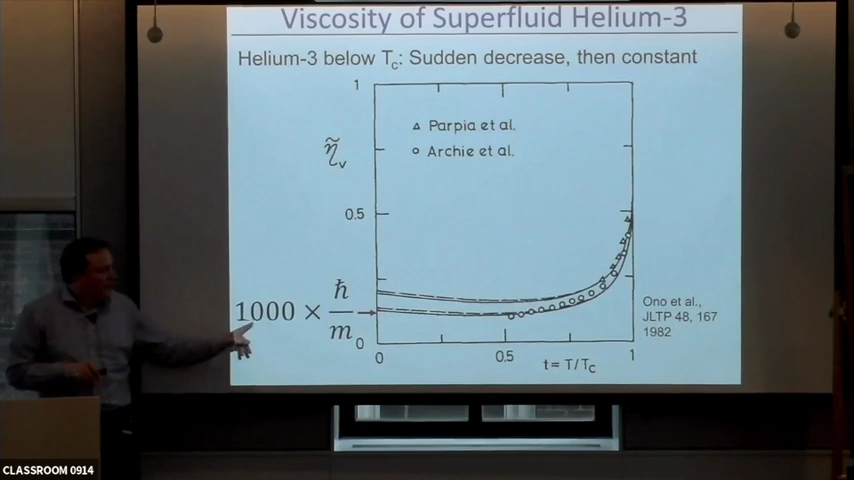 Viscosity of Superfluid Helium-3
Helium-3 below Tc: Sudden decrease, then constant
1
△ Parpia et al.
○ Archie et al.
η̃v
0.5
1000 × ħ/m
0
0
0.5
1
t = T/Tc
Ono et al.,
JLTP 48, 167
1982
CLASSROOM 0914